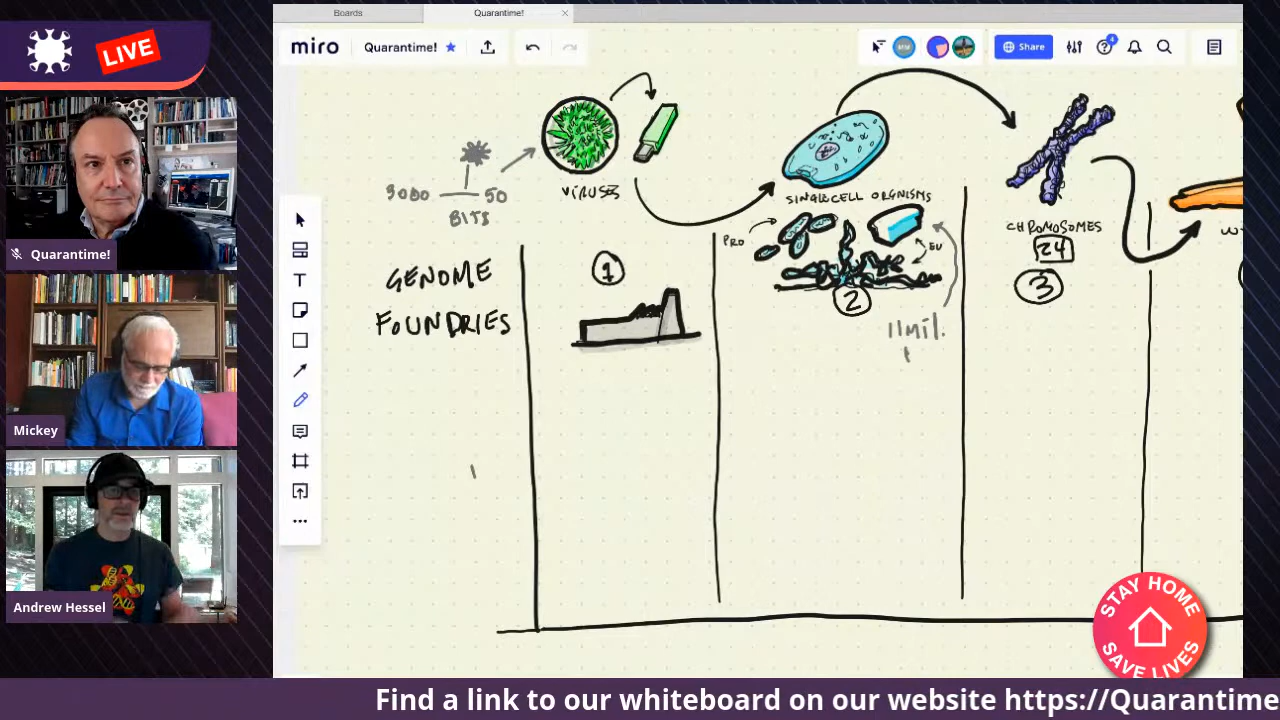 LIVE
Boards
Quarantime!
miro
Quarantime!
Share
4
Quarantime!
Mickey
Andrew Hessel
3000
50
BITS
VIRUSES
SINGLE CELL ORGNISMS
CHROMOSOMES
24
PRO
EU
GENOME
FOUNDRIES
1
2
3
11mil.
STAY HOME
SAVE LIVES
Find a link to our whiteboard on our website https://Quarantime